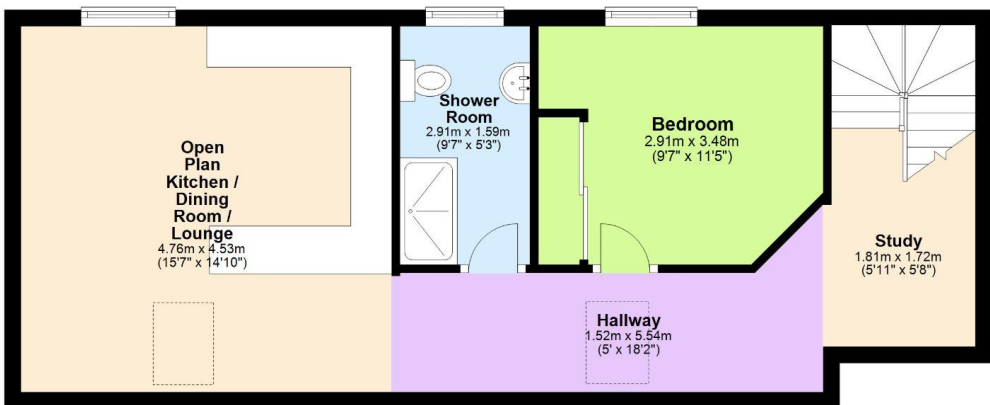 Open
Plan
Kitchen /
Dining
Room /
Lounge
4.76m x 4.53m
(15'7" x 14'10")
Shower
Room
2.91m x 1.59m
(9'7" x 5'3")
Bedroom
2.91m x 3.48m
(9'7" x 11'5")
Study
1.81m x 1.72m
(5'11" x 5'8")
Hallway
1.52m x 5.54m
(5' x 18'2")